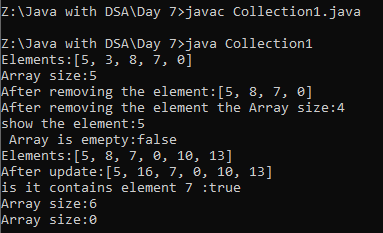 Z:\Java with DSA\Day 7>javac Collection1.java
Z:\Java with DSA\Day 7>java Collection1
Elements:[5, 3, 8, 7, 0]
Array size:5
After removing the element:[5, 8, 7, 0]
After removing the element the Array size:4
show the element:5
 Array is emepty:false
Elements:[5, 8, 7, 0, 10, 13]
After update:[5, 16, 7, 0, 10, 13]
is it contains element 7 :true
Array size:6
Array size:0